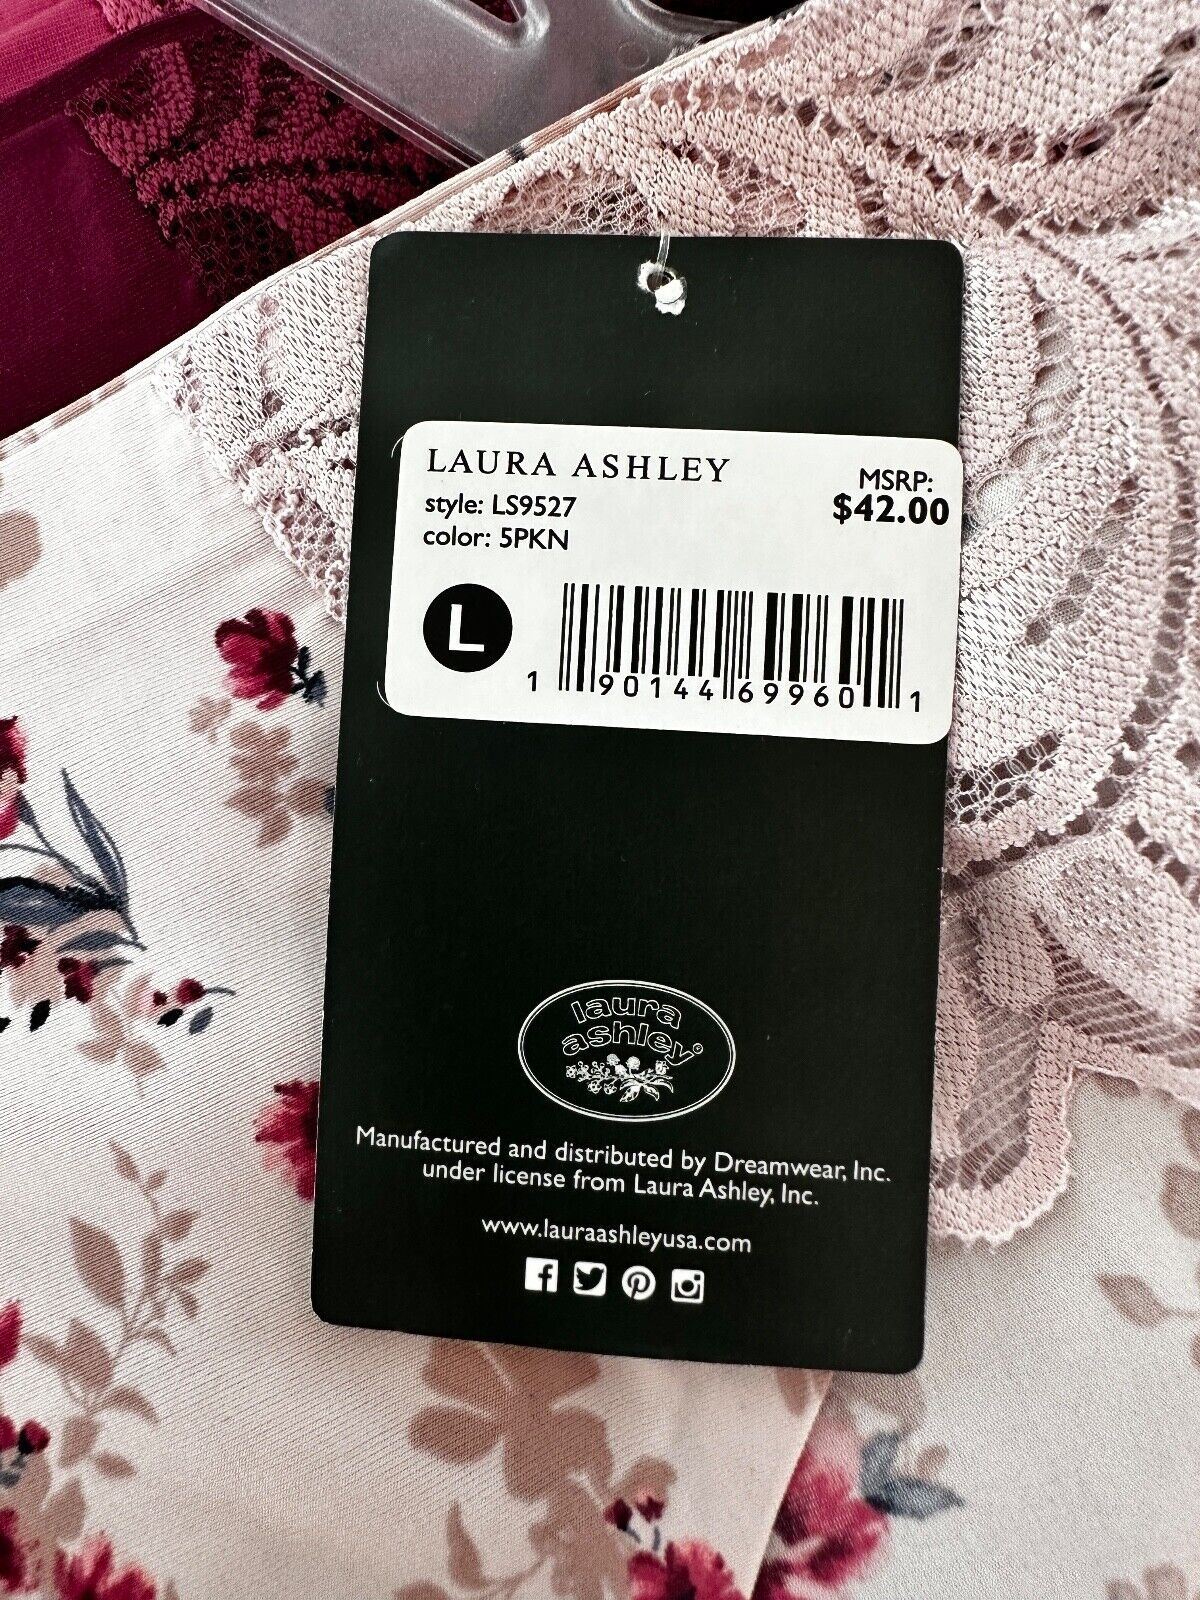 LAURA ASHLEY
style: LS9527
color: 5PKN
MSRP:
$42.00
L
1 90144 69960 1
laura
ashley©
Manufactured and distributed by Dreamwear, Inc.
under license from Laura Ashley, Inc.
www.lauraashleyusa.com